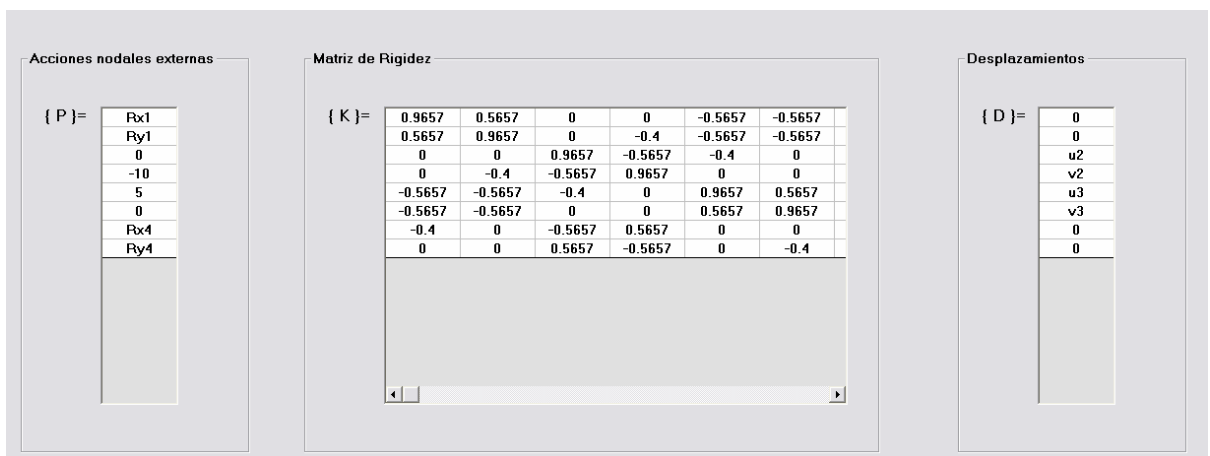 Acciones nodales externas
Matriz de Rigidez
Desplazamientos
{ P }=
Rx1
Ry1
0
-10
5
0
Rx4
Ry4
{ K }=
0.9657 0.5657 0 0 -0.5657 -0.5657
0.5657 0.9657 0 -0.4 -0.5657 -0.5657
0 0 0.9657 -0.5657 -0.4 0
0 -0.4 -0.5657 0.9657 0 0
-0.5657 -0.5657 -0.4 0 0.9657 0.5657
-0.5657 -0.5657 0 0 0.5657 0.9657
-0.4 0 -0.5657 0.5657 0 0
0 0 0.5657 -0.5657 0 -0.4
{ D }=
0
0
u2
v2
u3
v3
0
0